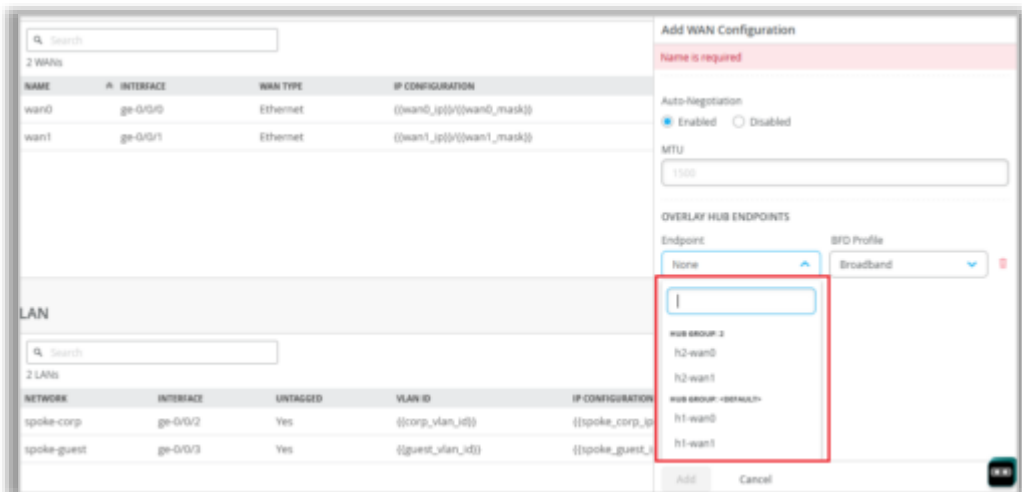 Search
2 WANs
NAME INTERFACE WAN TYPE IP CONFIGURATION
wan0 ge-0/0/0 Ethernet {{wan0_ip}}/{{wan0_mask}}
wan1 ge-0/0/1 Ethernet {{wan1_ip}}/{{wan1_mask}}
LAN
Search
2 LANs
NETWORK INTERFACE UNTAGGED VLAN ID IP CONFIGURATION
spoke-corp ge-0/0/2 Yes {{corp_vlan_id}} {{spoke_corp_ip
spoke-guest ge-0/0/3 Yes {{guest_vlan_id}} {{spoke_guest_i
Add WAN Configuration
Name is required
Auto-Negotiation
Enabled Disabled
MTU
1500
OVERLAY HUB ENDPOINTS
Endpoint BFD Profile
None Broadband
HUB GROUP: 2
h2-wan0
h2-wan1
HUB GROUP: <DEFAULT>
h1-wan0
h1-wan1
Add Cancel